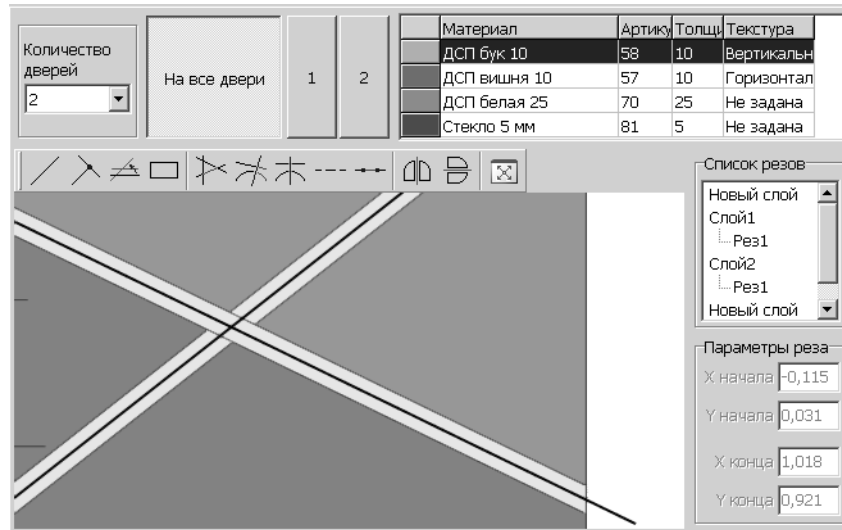 Количество
дверей
2
На все двери
1
2
Материал Артику Толщи Текстура
ДСП бук 10 58 10 Вертикальн
ДСП вишня 10 57 10 Горизонтал
ДСП белая 25 70 25 Не задана
Стекло 5 мм 81 5 Не задана
Список резов
Новый слой
Слой1
Рез1
Слой2
Рез1
Новый слой
Параметры реза
X начала -0,115
Y начала 0,031
X конца 1,018
Y конца 0,921